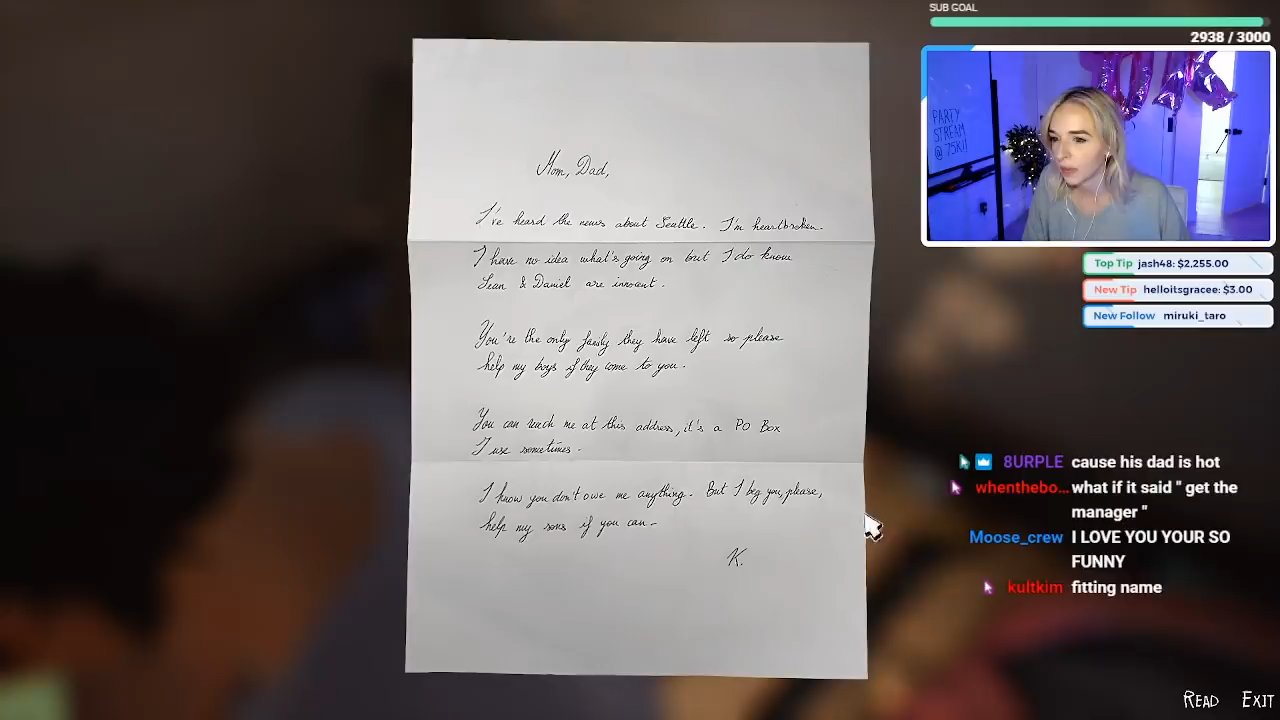 SUB GOAL
2938 / 3000
PARTY
STREAM
@ 75K!!
Mom, Dad,
I've heard the news about Seattle. I'm heartbroken.
I have no idea what's going on but I do know
Sean & Daniel are innocent.
You're the only family they have left so please
help my boys if they come to you.
You can reach me at this address, it's a PO Box
I use sometimes.
I know you don't owe me anything. But I beg you, please,
help my sons if you can.
K.
Top Tip jash48: $2,255.00
New Tip helloitsgracee: $3.00
New Follow miruki_taro
8URPLE cause his dad is hot
whenthebo... what if it said " get the
manager "
Moose_crew I LOVE YOU YOUR SO
FUNNY
kultkim fitting name
READ EXIT